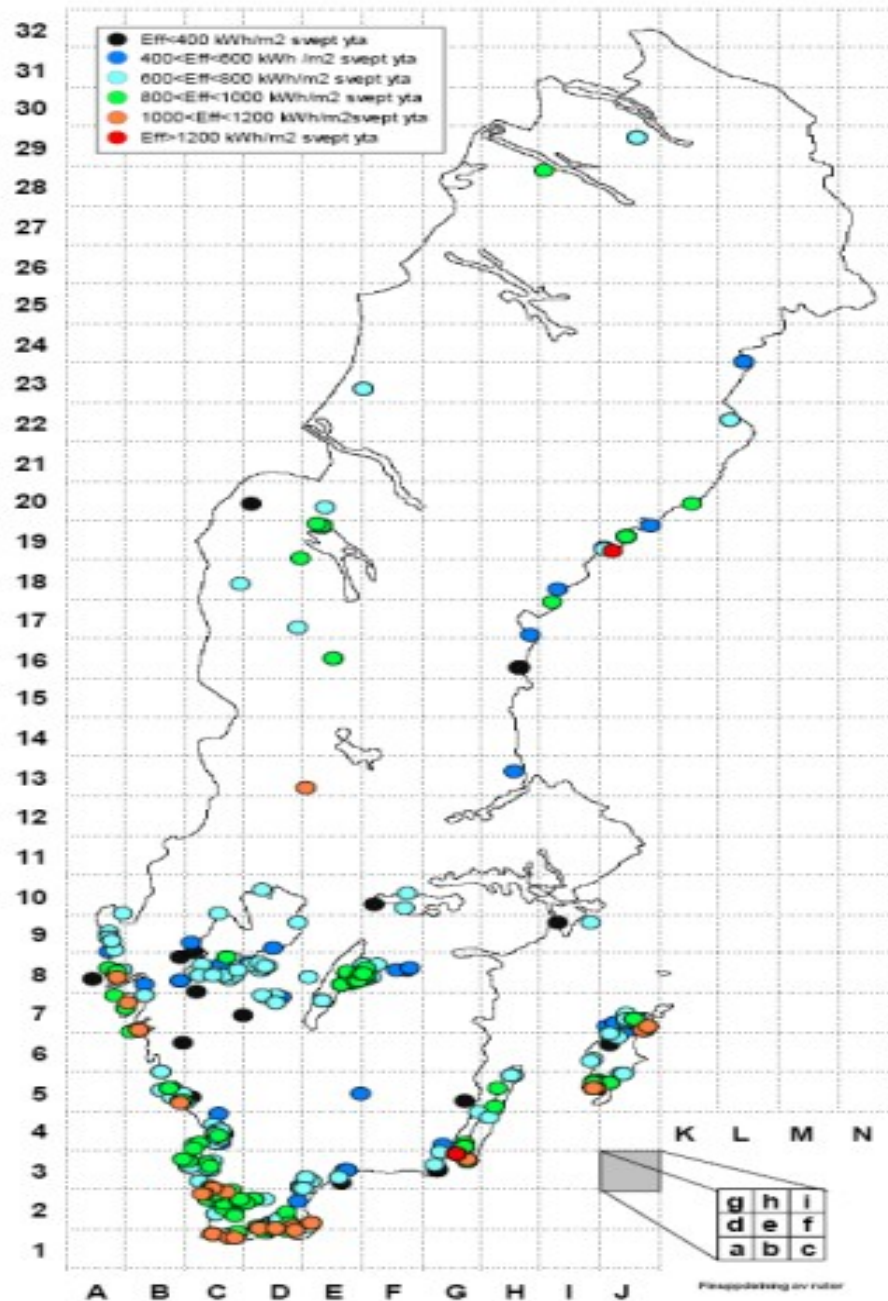 32
31
30
29
28
27
26
25
24
23
22
21
20
19
18
17
16
15
14
13
12
11
10
9
8
7
6
5
4
3
2
1
Eff<400 kWh/m2 svept yta
400<Eff<600 kWh /m2 svept yta
600<Eff<800 kWh/m2 svept yta
800<Eff<1000 kWh/m2 svept yta
1000<Eff<1200 kWh/m2svept yta
Eff>1200 kWh/m2 svept yta
K L M N
g h i
d e f
a b c
A B C D E F G H I J
Finuppdelning av rutor